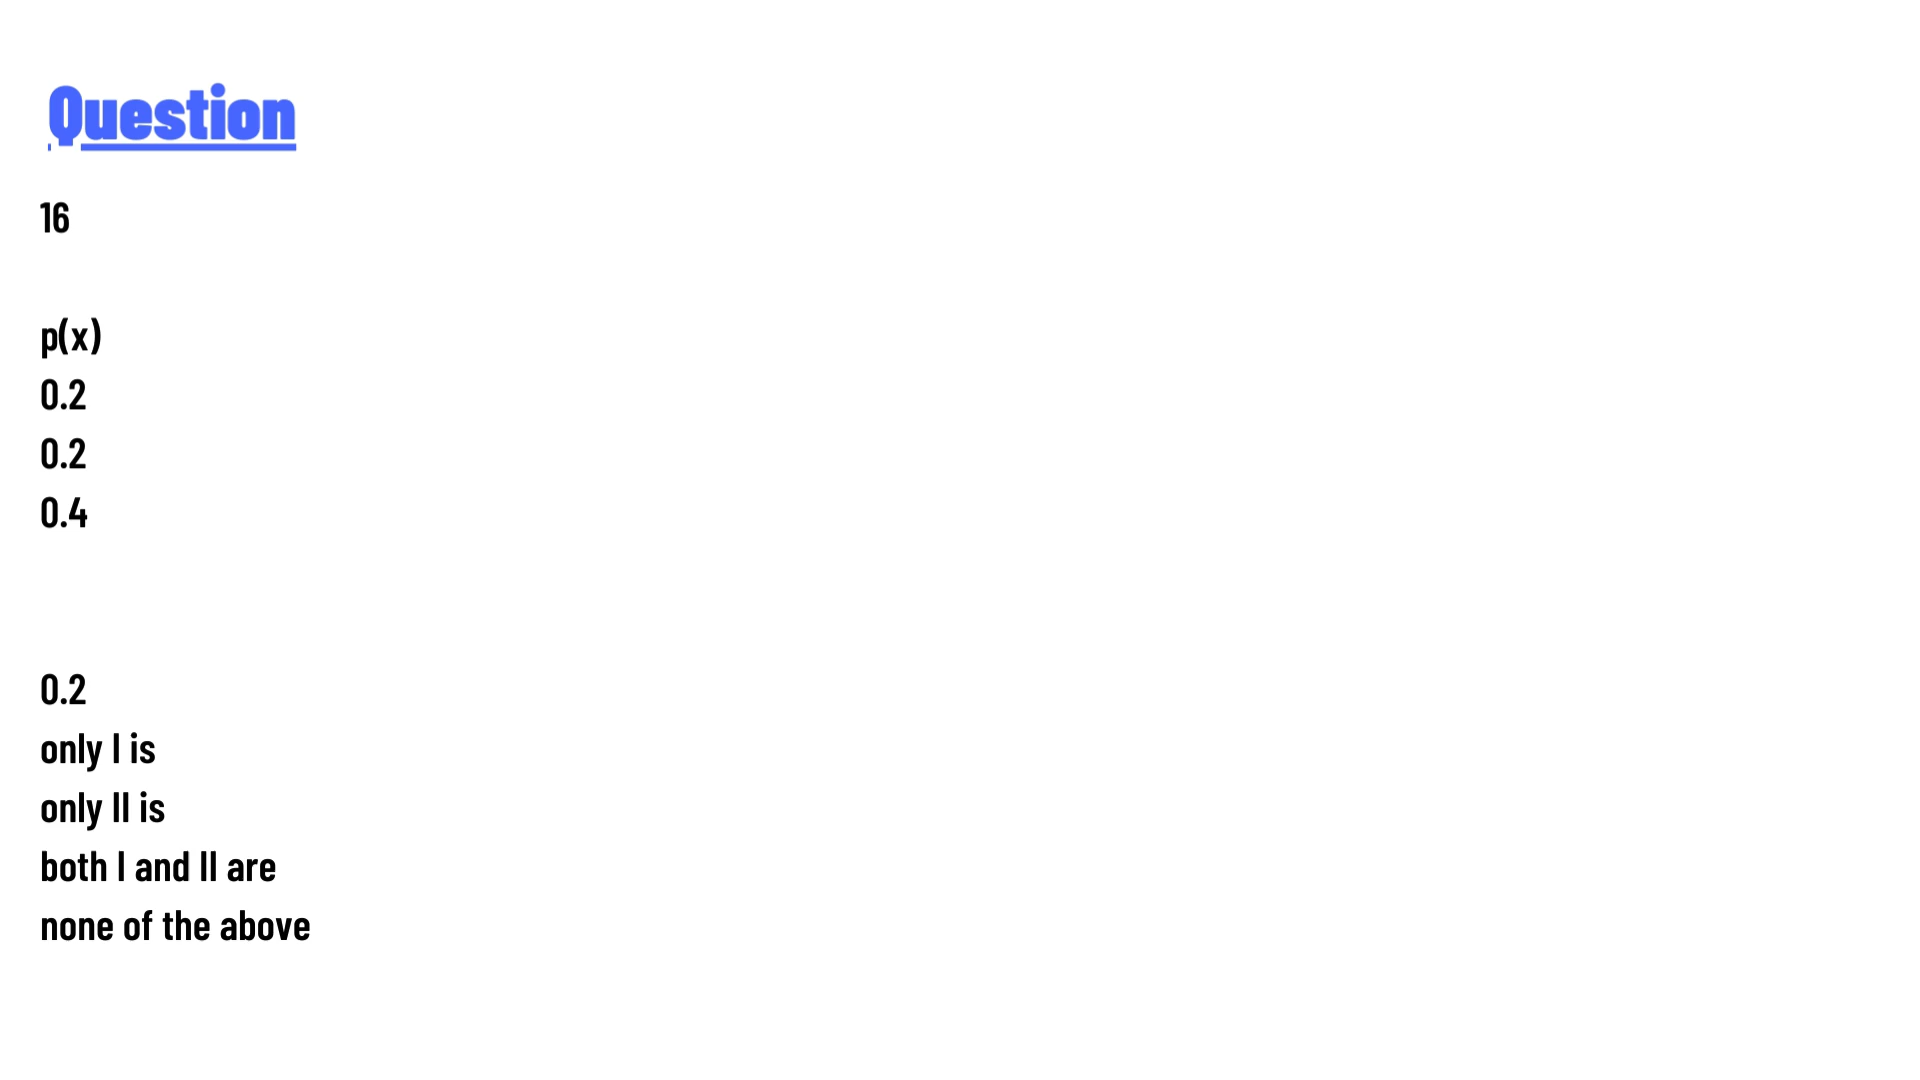 Question
16
p(x)
0.2
0.2
0.4
0.2
only I is
only II is
both I and II are
none of the above